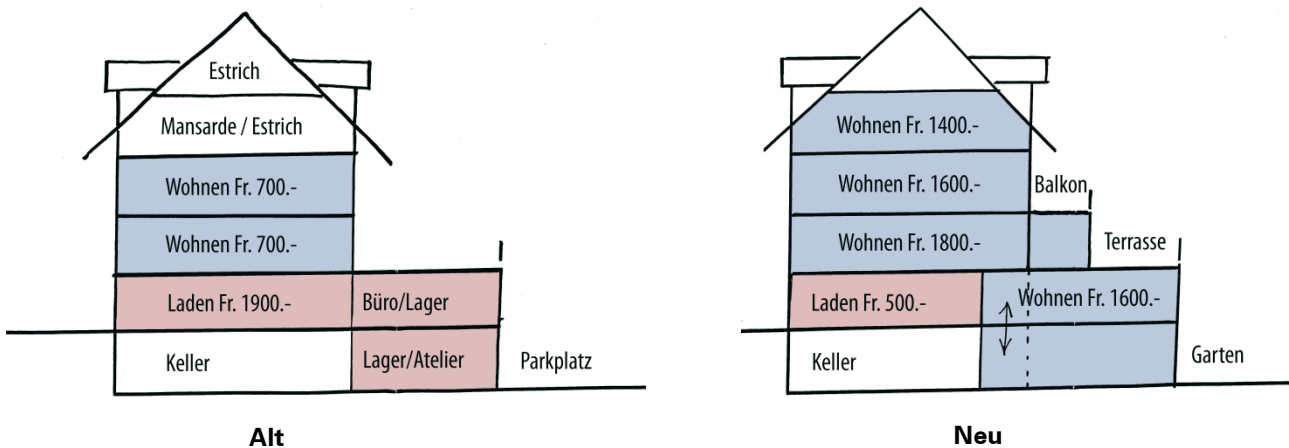 Estrich
Mansarde / Estrich
Wohnen Fr. 700.-
Wohnen Fr. 700.-
Laden Fr. 1900.- Büro/Lager
Keller Lager/Atelier Parkplatz
Alt
Wohnen Fr. 1400.-
Wohnen Fr. 1600.- Balkon
Wohnen Fr. 1800.- Terrasse
Laden Fr. 500.- Wohnen Fr. 1600.-
Keller Garten
Neu